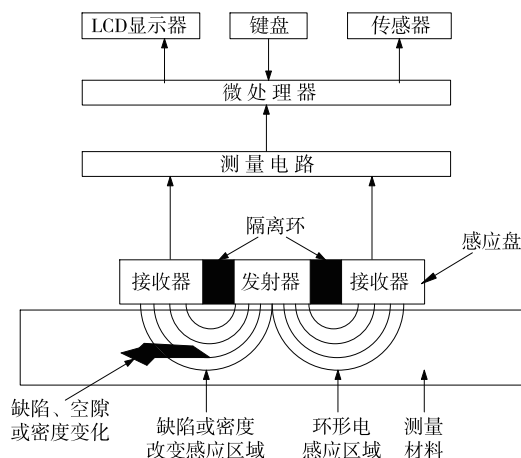 LCD显示器
键盘
传感器
微处理器
测量电路
隔离环
感应盘
接收器
发射器
接收器
缺陷、空隙
或密度变化
缺陷或密度
改变感应区域
环形电
感应区域
测量
材料